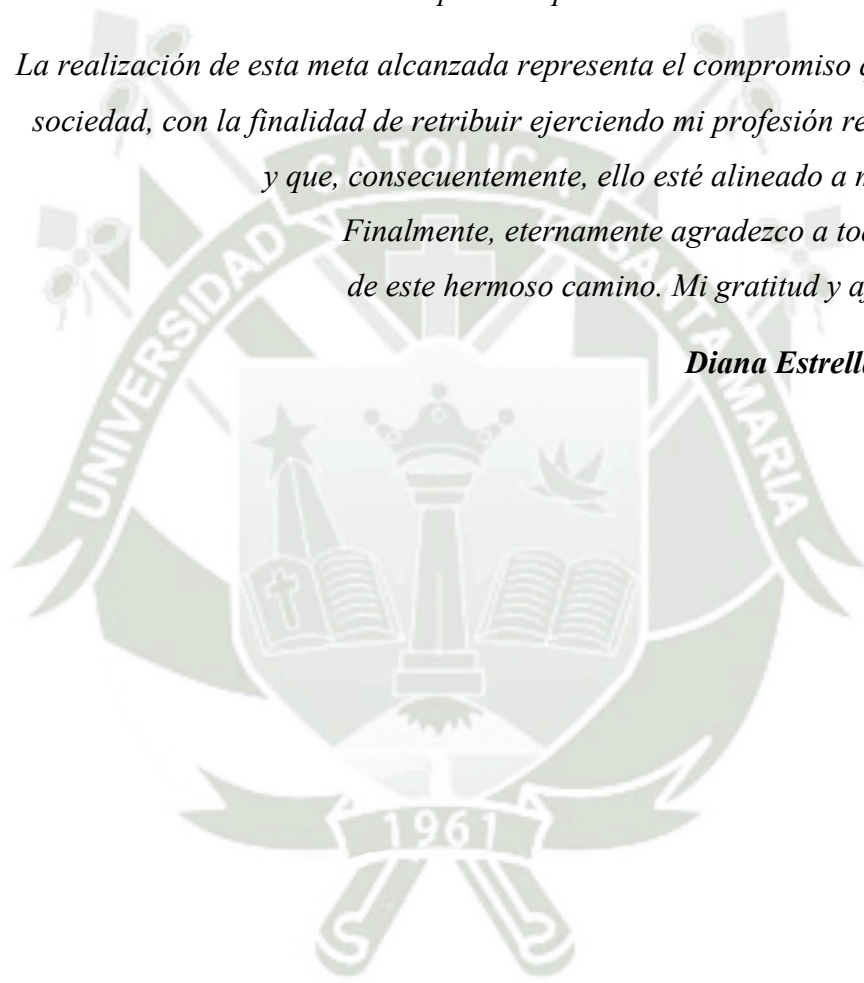 La realización de esta meta alcanzada representa el compromiso
sociedad, con la finalidad de retribuir ejerciendo mi profesión
y que, consecuentemente, ello esté alineado a
Finalmente, eternamente agradezco a
de este hermoso camino. Mi gratitud y
Diana
UNIVERSIDAD CATOLICA SANTA MARIA
1961